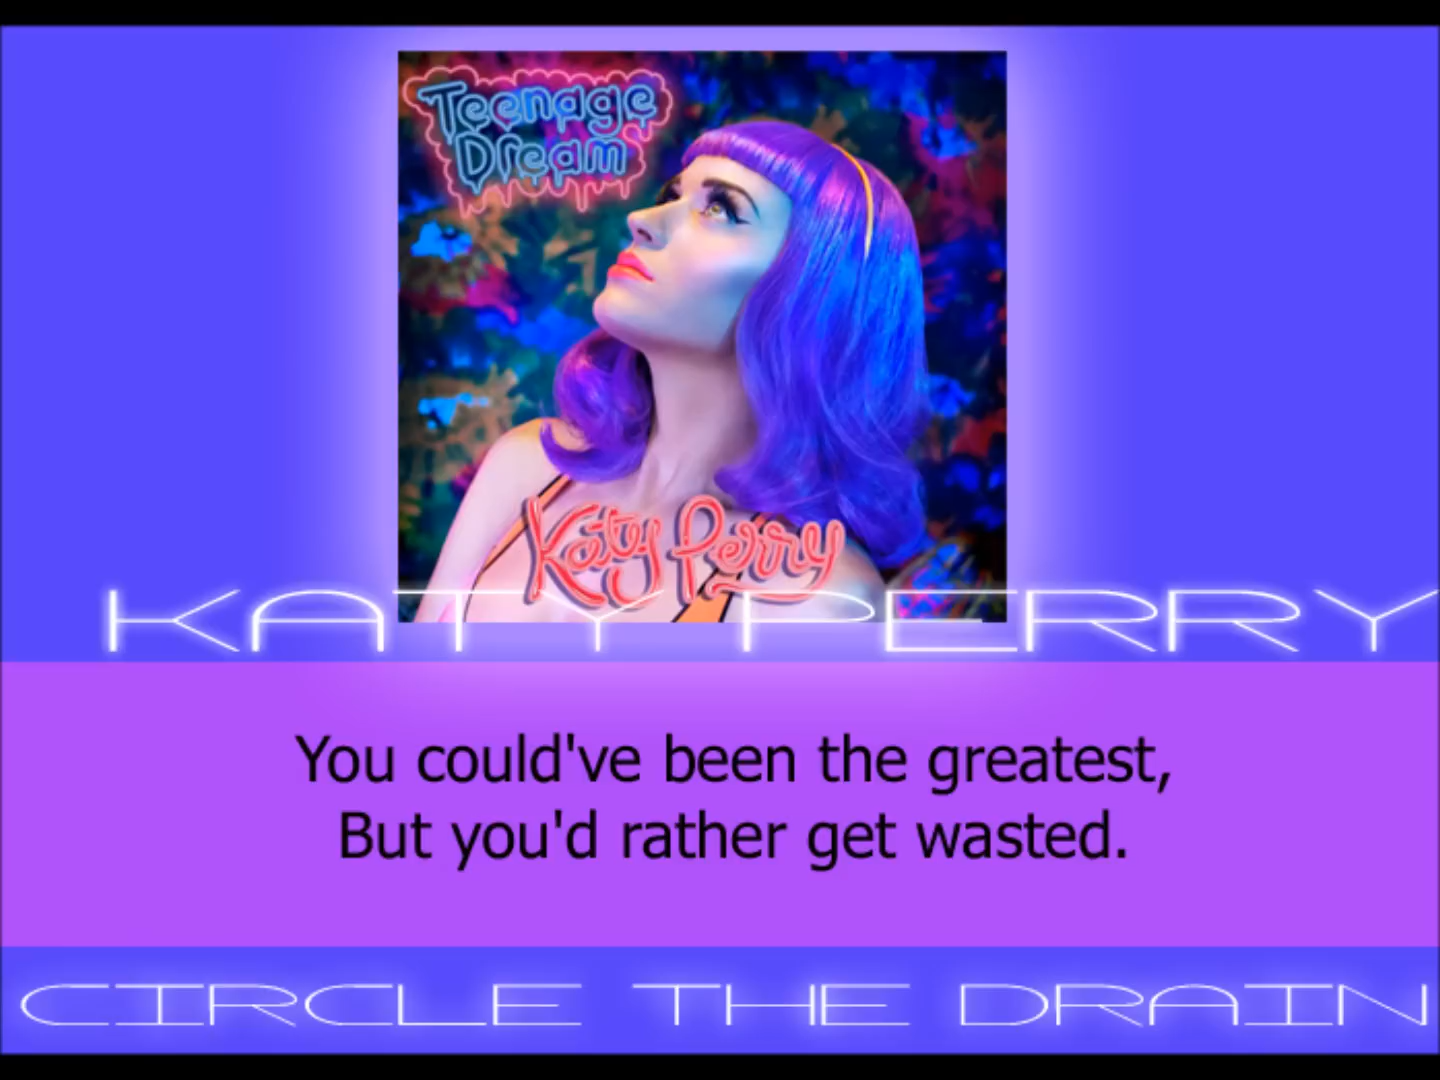 Teenage
Dream
Katy Perry
KATY PERRY
You could've been the greatest,
But you'd rather get wasted.
CIRCLE THE DRAIN